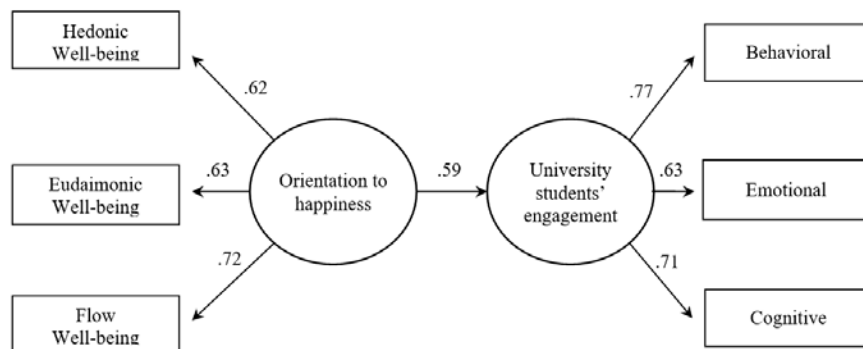 Hedonic
Well-being
.62
Eudaimonic
Well-being
.63
Flow
Well-being
.72
Orientation to
happiness
.59
University
students’
engagement
.77
Behavioral
.63
Emotional
.71
Cognitive